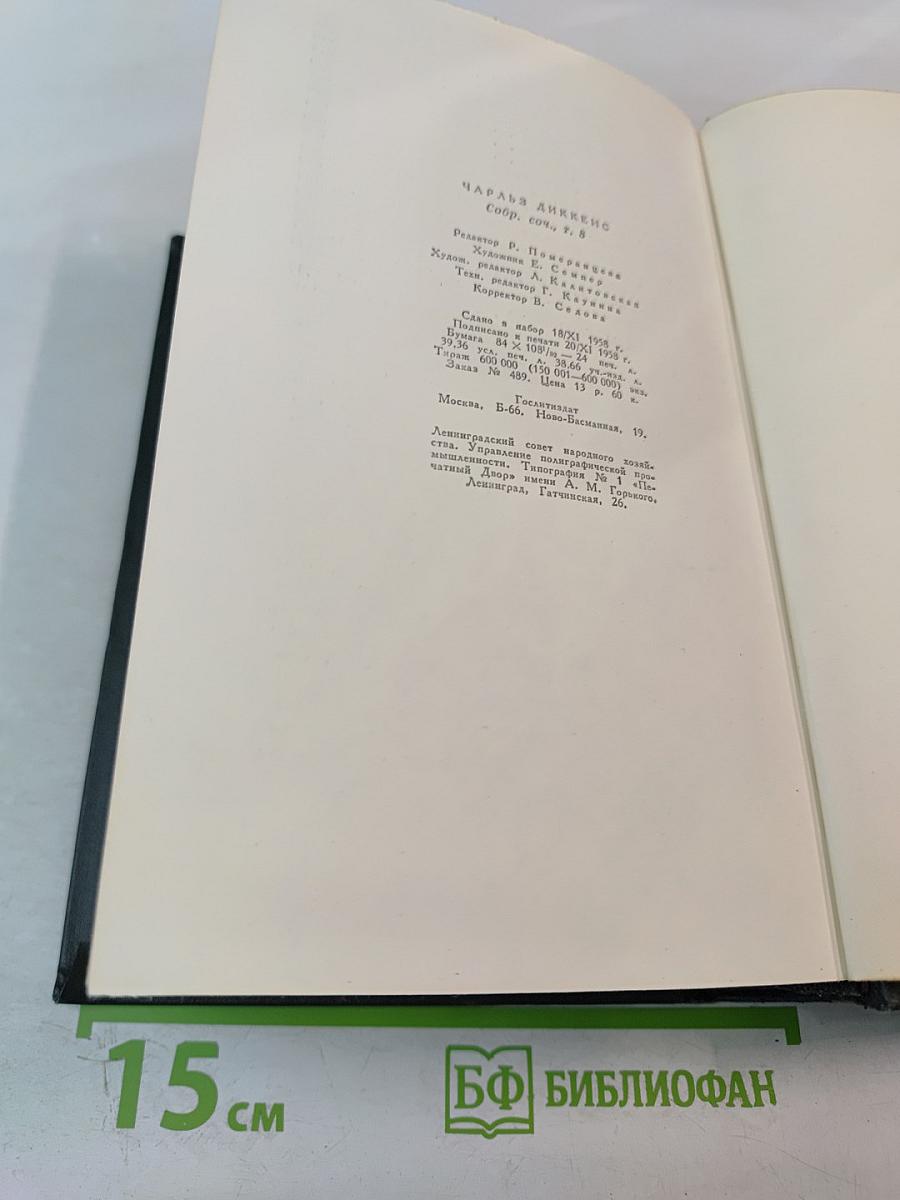 ЧАРЛЬЗ ДИККЕНС
Собр. соч., т. 8
Редактор Р. Померанцева
Художник Е. Семпер
Худож. редактор Л. Калитовская
Техн. редактор Г. Каунина
Корректор В. Седова
Сдано в набор 18/XI 1958 г.
Подписано к печати 20/XI 1958 г.
Бумага 84 × 108¹/₃₂ — 24 печ. л.
39,36 усл. печ. л. 38,66 уч.-изд. л.
Тираж 600 000 (150 001—600 000) экз.
Заказ № 489. Цена 13 р. 60 к.
Гослитиздат
Москва, Б-66. Ново-Басманная, 19.
Ленинградский совет народного хозяй-
ства. Управление полиграфической про-
мышленности. Типография № 1 «Пе-
чатный Двор» имени А. М. Горького.
Ленинград, Гатчинская, 26.
15 см
БФ БИБЛИОФАН